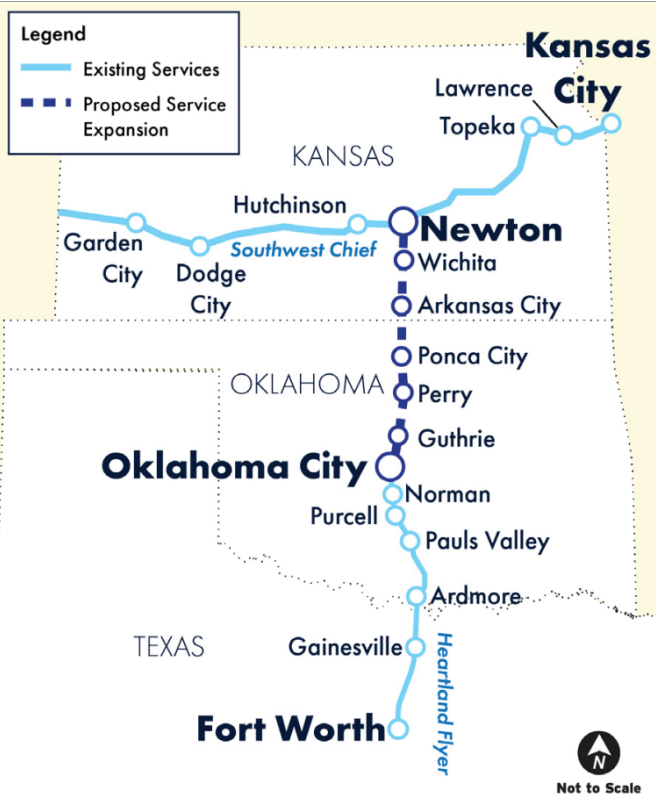 Legend
Existing Services
Proposed Service
Expansion
Kansas
City
Lawrence
Topeka
KANSAS
Hutchinson
Newton
Garden
City
Southwest Chief
Dodge
City
Wichita
Arkansas City
Ponca City
OKLAHOMA
Perry
Guthrie
Oklahoma City
Norman
Purcell
Pauls Valley
Ardmore
TEXAS
Gainesville
Heartland Flyer
Fort Worth
N
Not to Scale